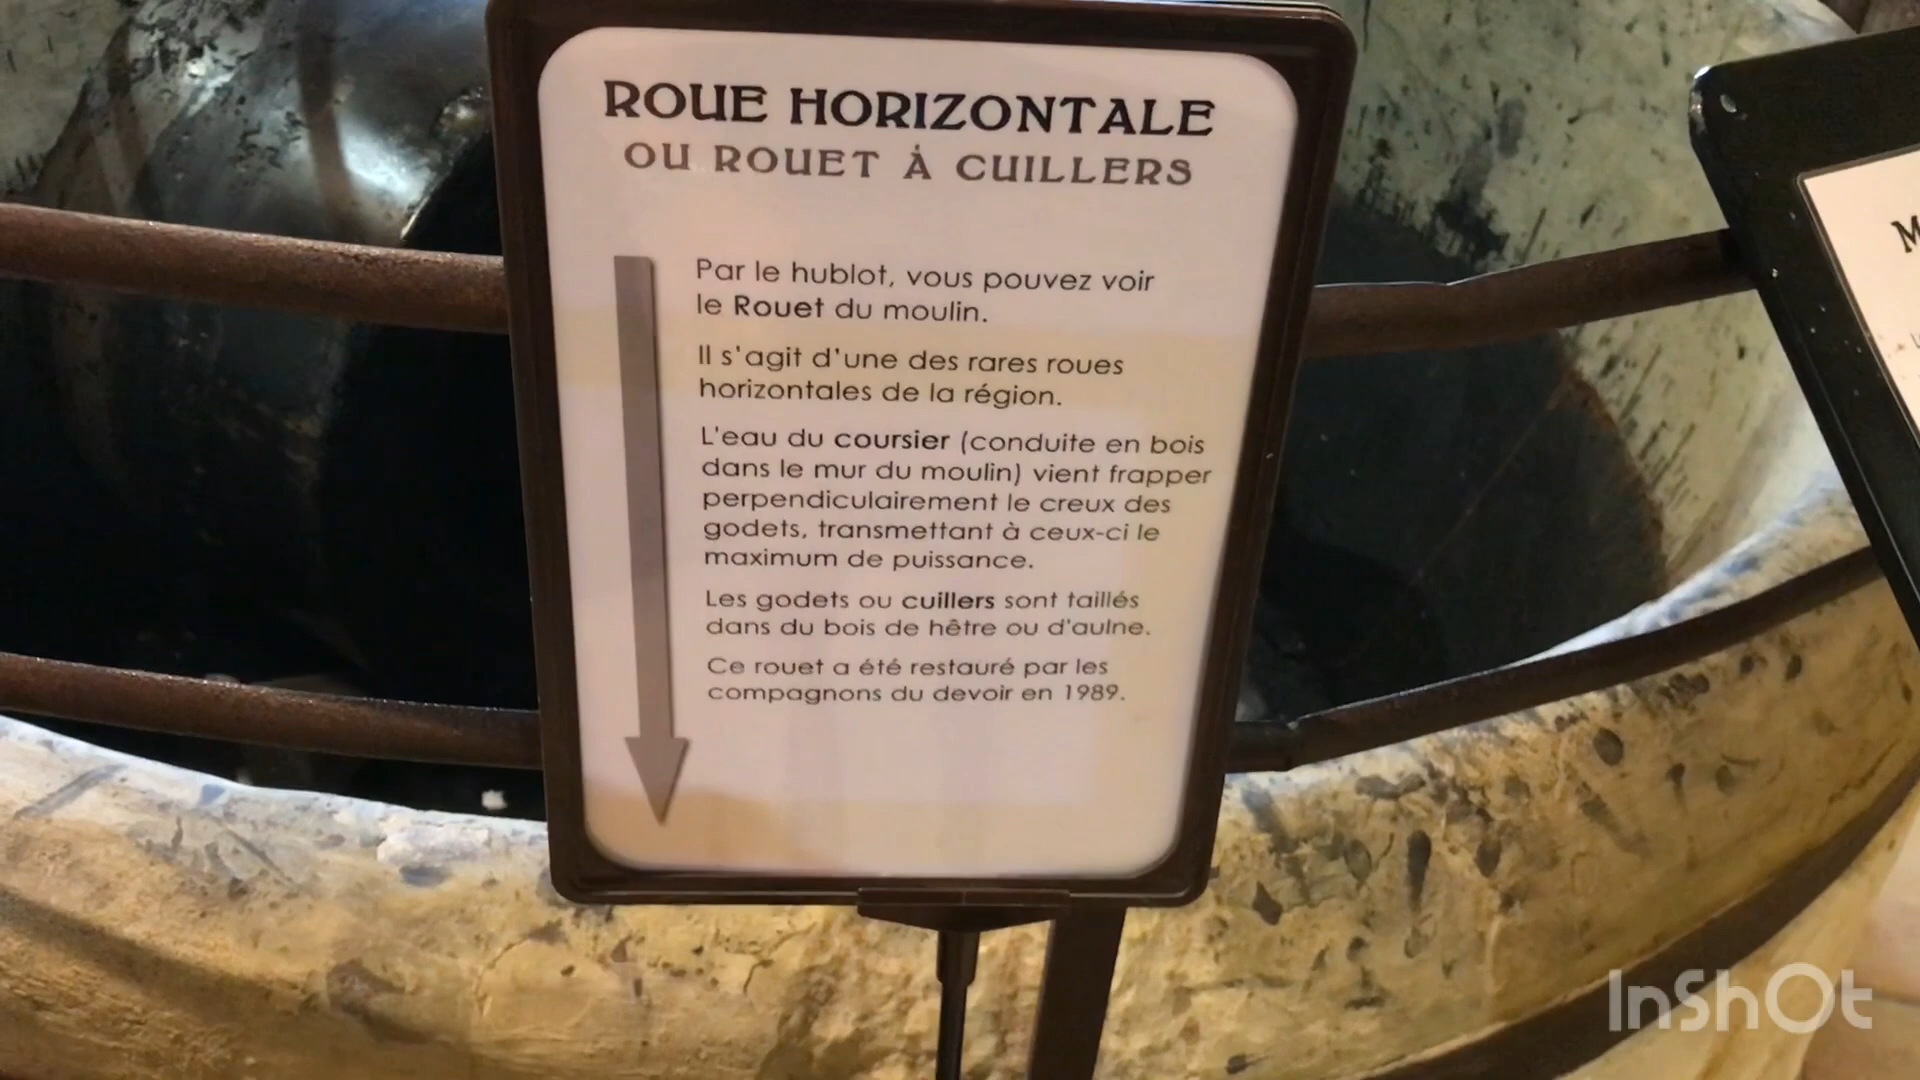 ROUE HORIZONTALE
OU ROUET À CUILLERS
Par le hublot, vous pouvez voir
le Rouet du moulin.
Il s'agit d'une des rares roues
horizontales de la région.
L'eau du coursier (conduite en bois
dans le mur du moulin) vient frapper
perpendiculairement le creux des
godets, transmettant à ceux-ci le
maximum de puissance.
Les godets ou cuillers sont taillés
dans du bois de hêtre ou d'aulne.
Ce rouet a été restauré par les
compagnons du devoir en 1989.
InShOt